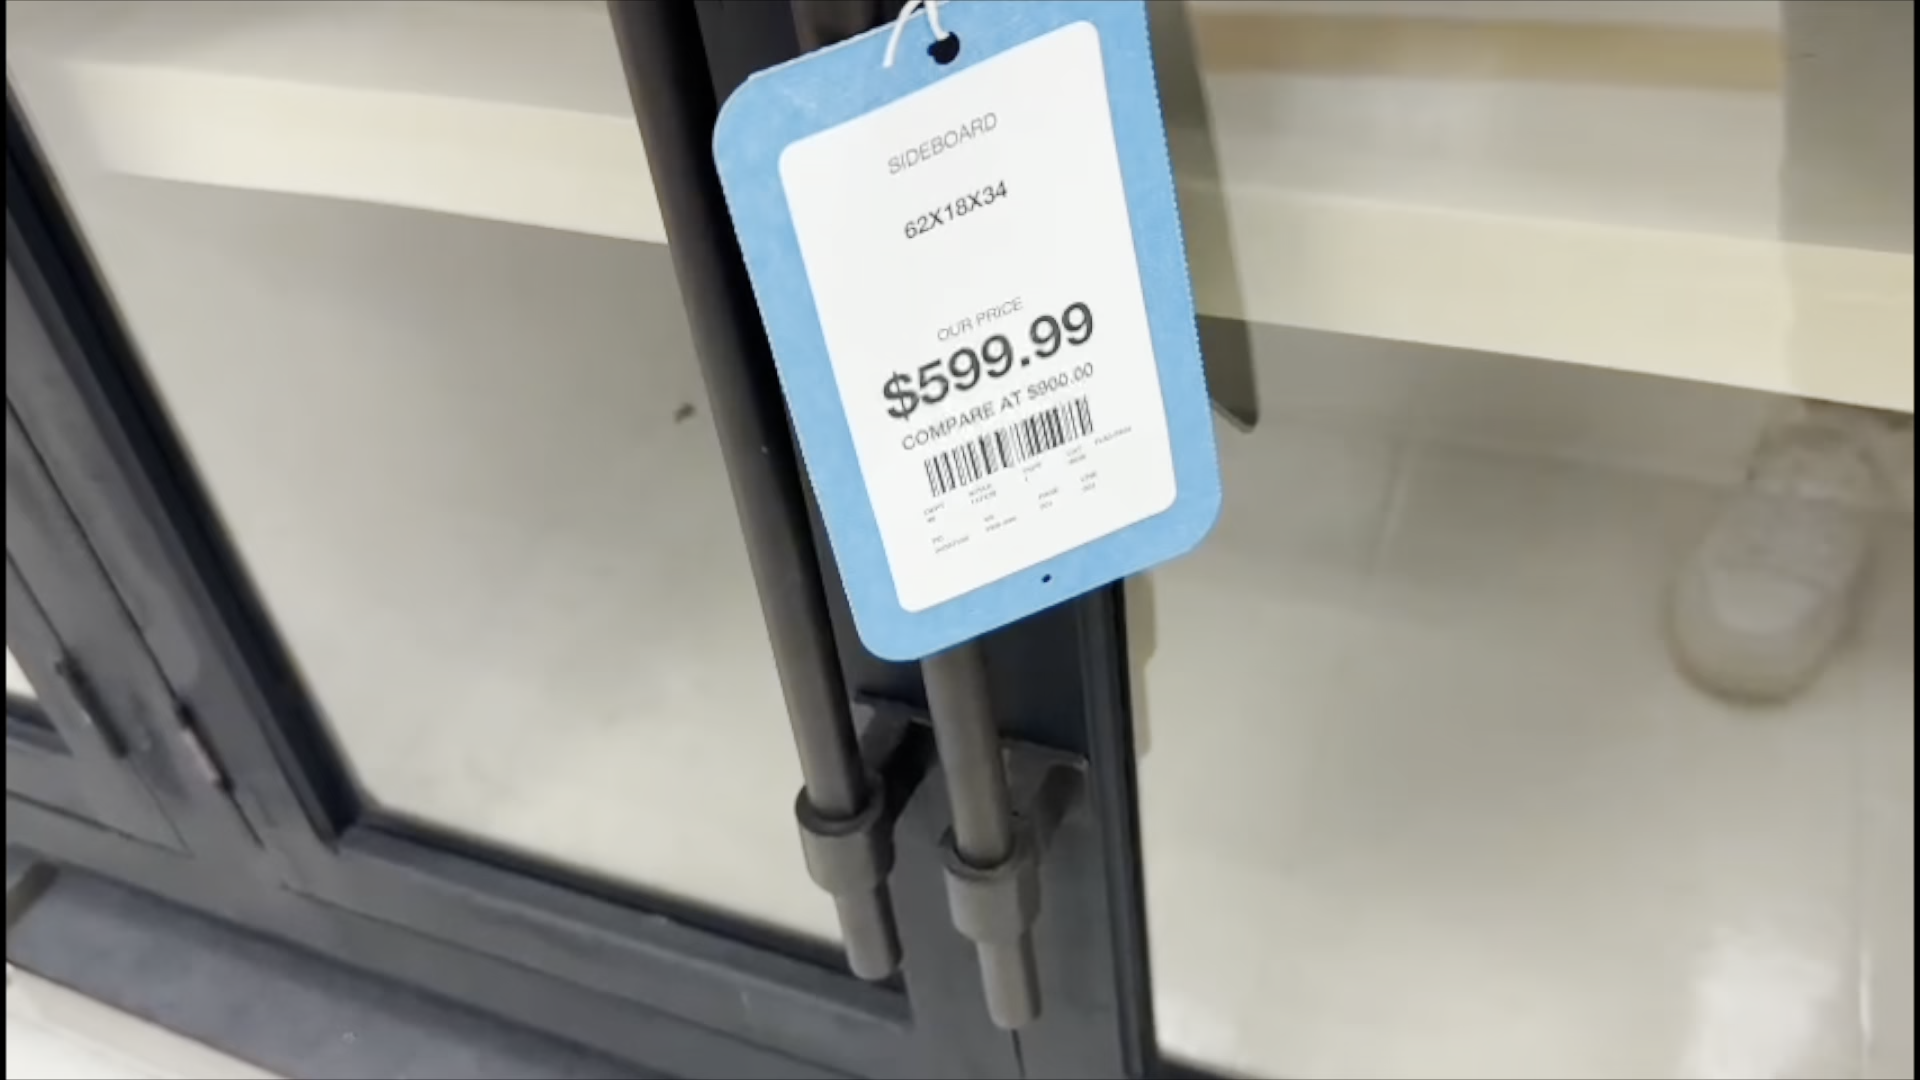 SIDEBOARD
62X18X34
OUR PRICE
$599.99
COMPARE AT $900.00